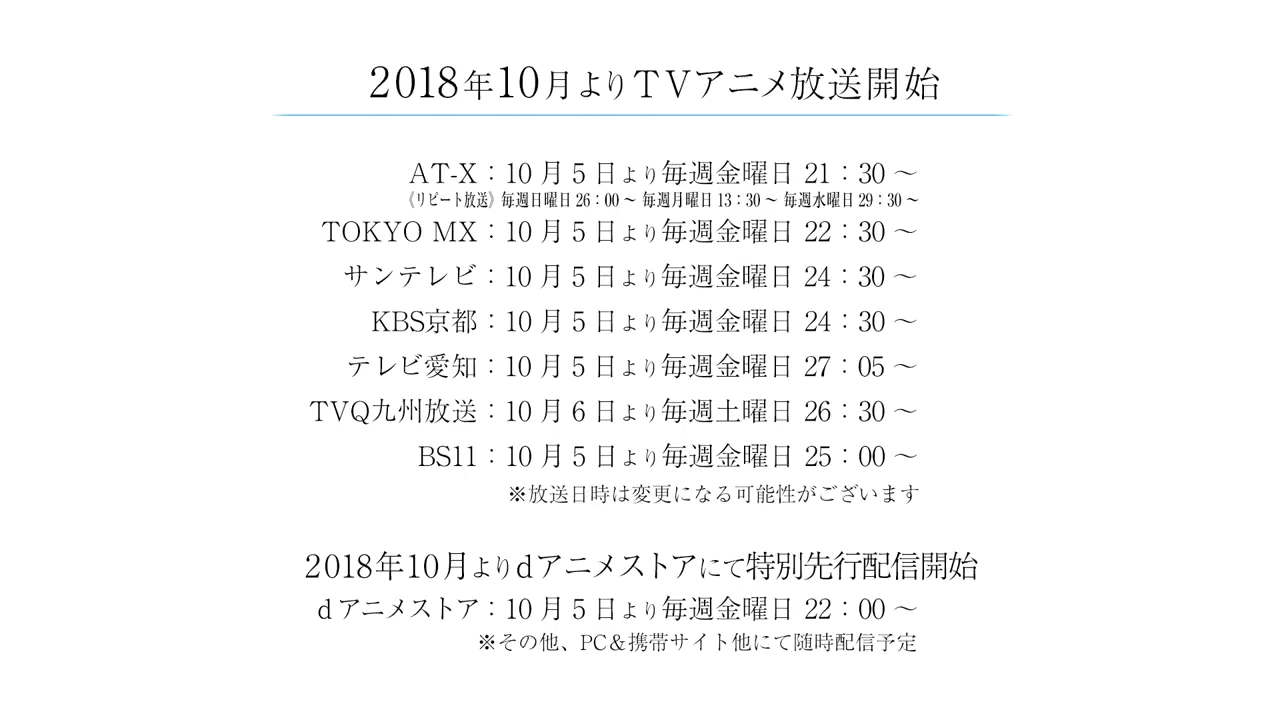 2018年10月よりTVアニメ放送開始
AT-X：10月5日より毎週金曜日 21：30～
《リピート放送》毎週日曜日 26：00～ 毎週月曜日 13：30～ 毎週水曜日 29：30～
TOKYO MX：10月5日より毎週金曜日 22：30～
サンテレビ：10月5日より毎週金曜日 24：30～
KBS京都：10月5日より毎週金曜日 24：30～
テレビ愛知：10月5日より毎週金曜日 27：05～
TVQ九州放送：10月6日より毎週土曜日 26：30～
BS11：10月5日より毎週金曜日 25：00～
※放送日時は変更になる可能性がございます
2018年10月よりdアニメストアにて特別先行配信開始
dアニメストア：10月5日より毎週金曜日 22：00～
※その他、PC＆携帯サイト他にて随時配信予定